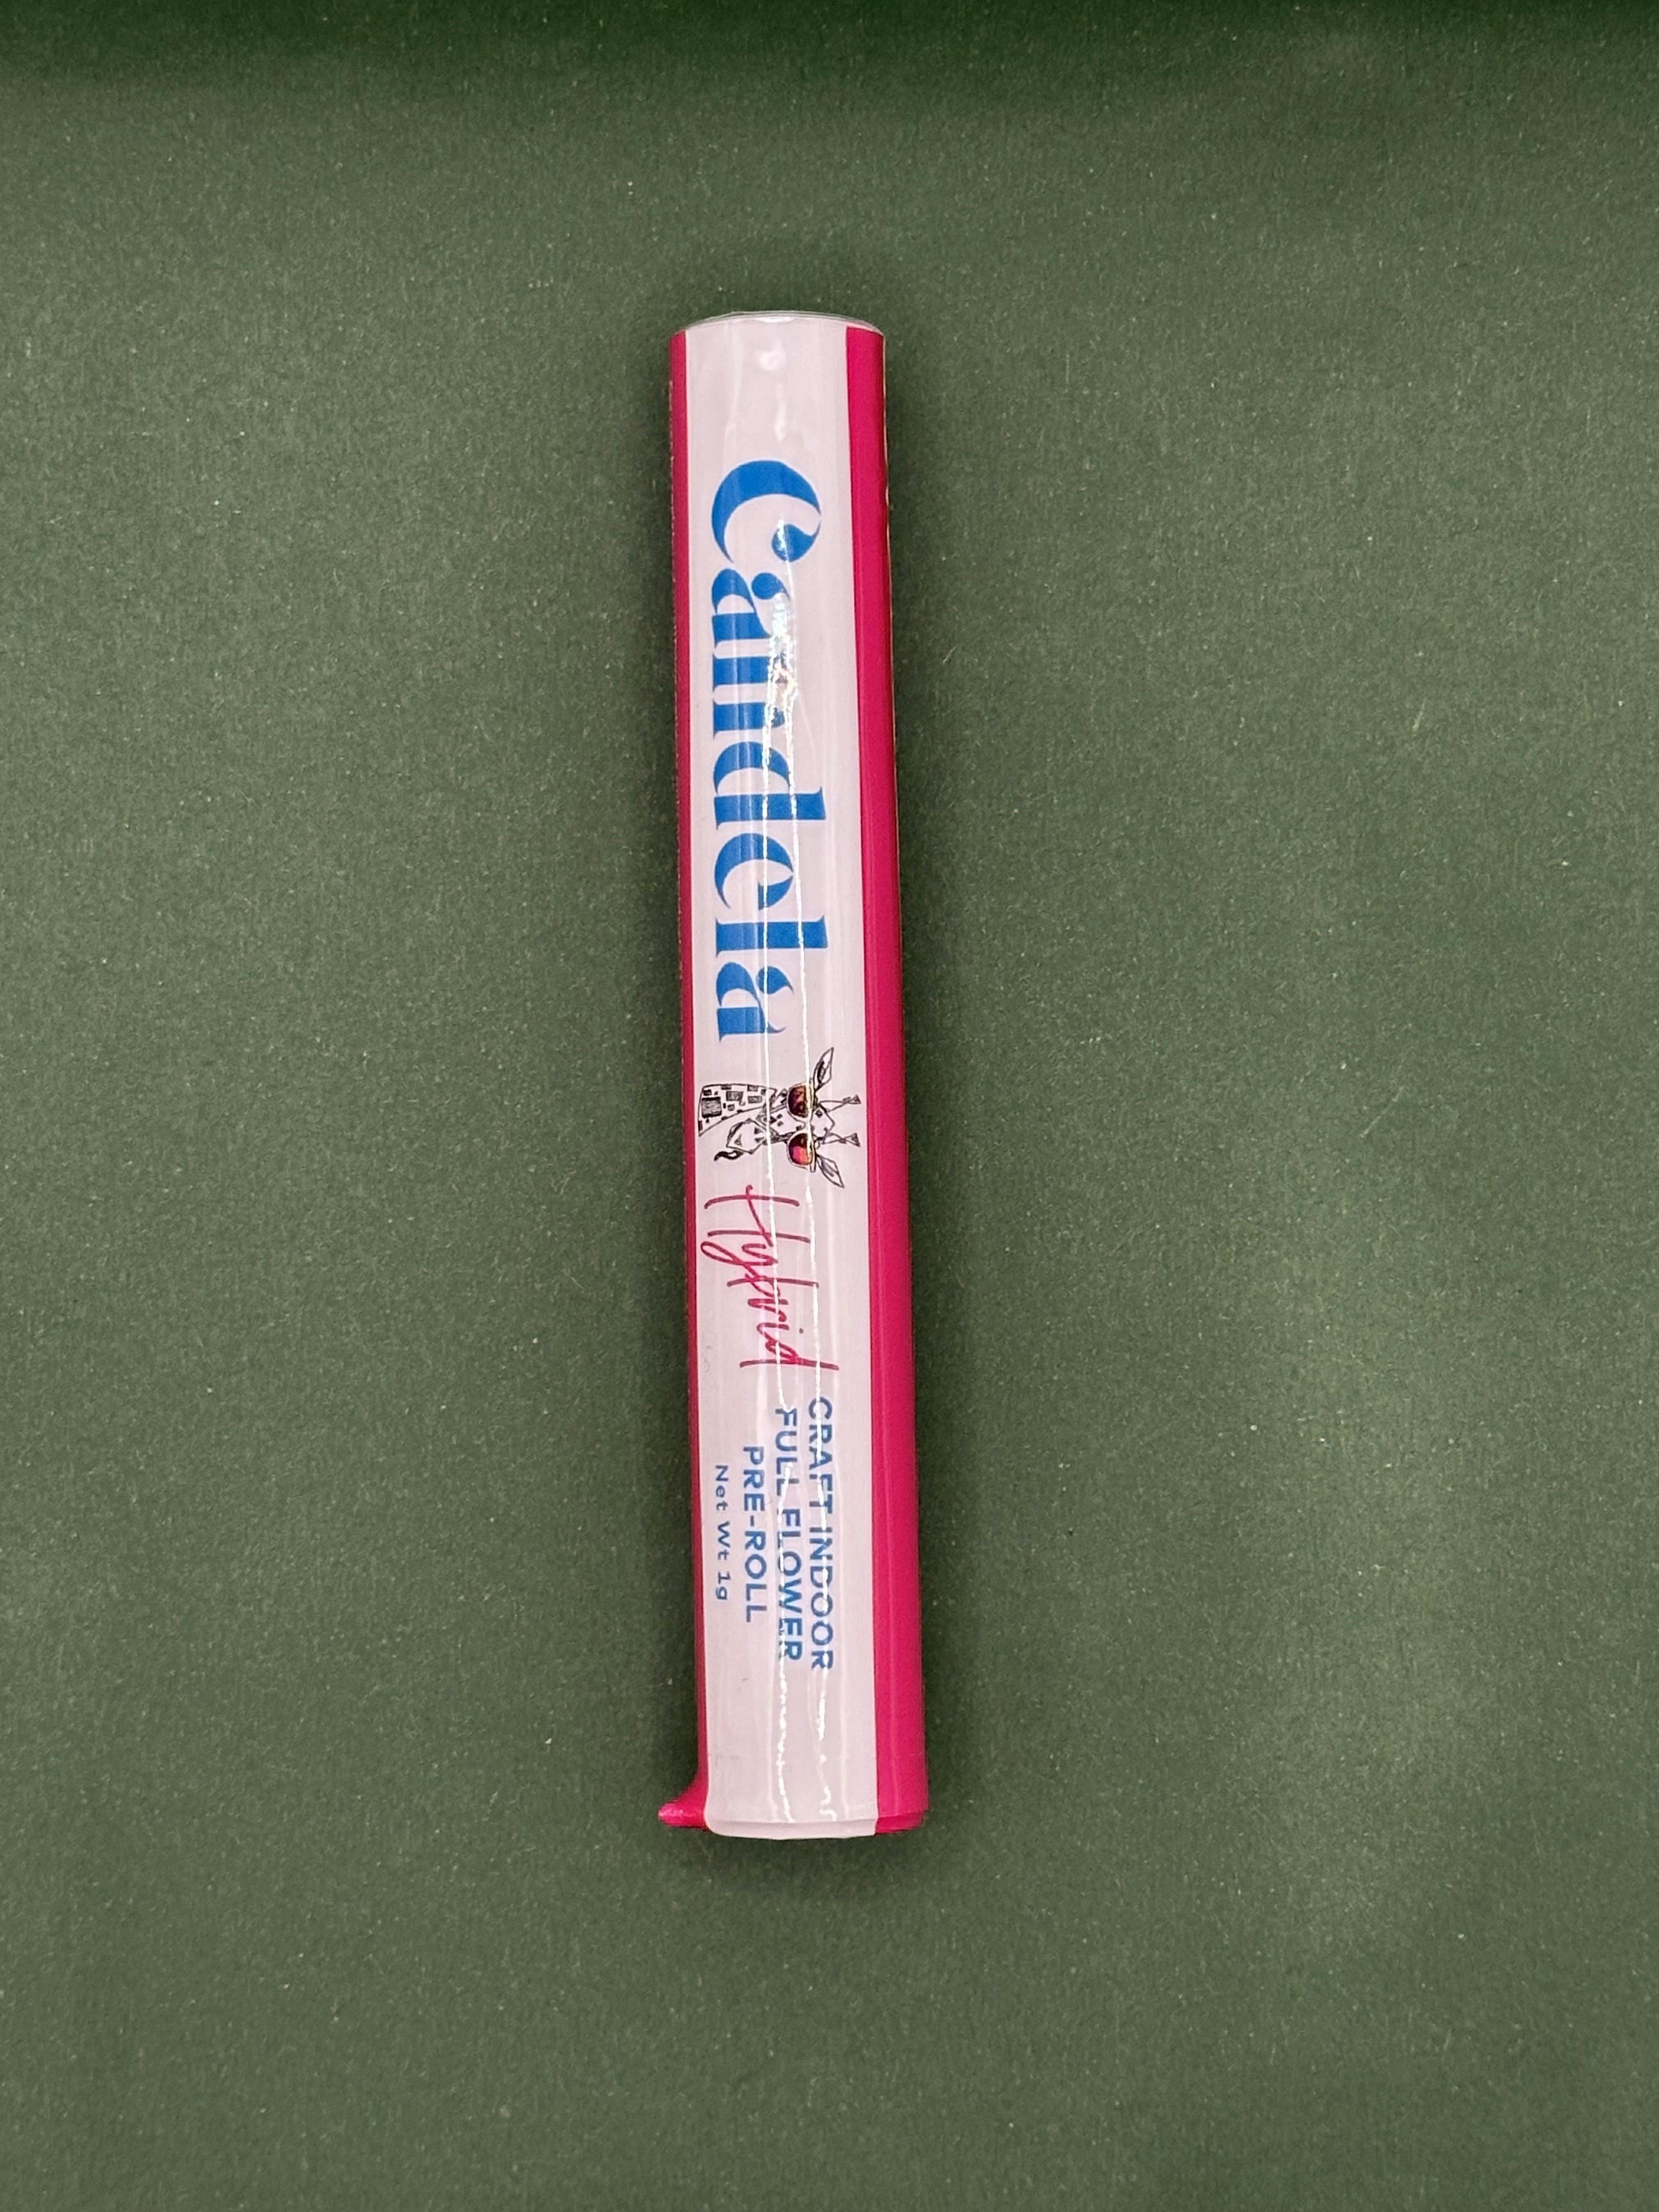 Candela
Hybrid
CRAFT INDOOR
FULL FLOWER
PRE-ROLL
Net Wt 1g